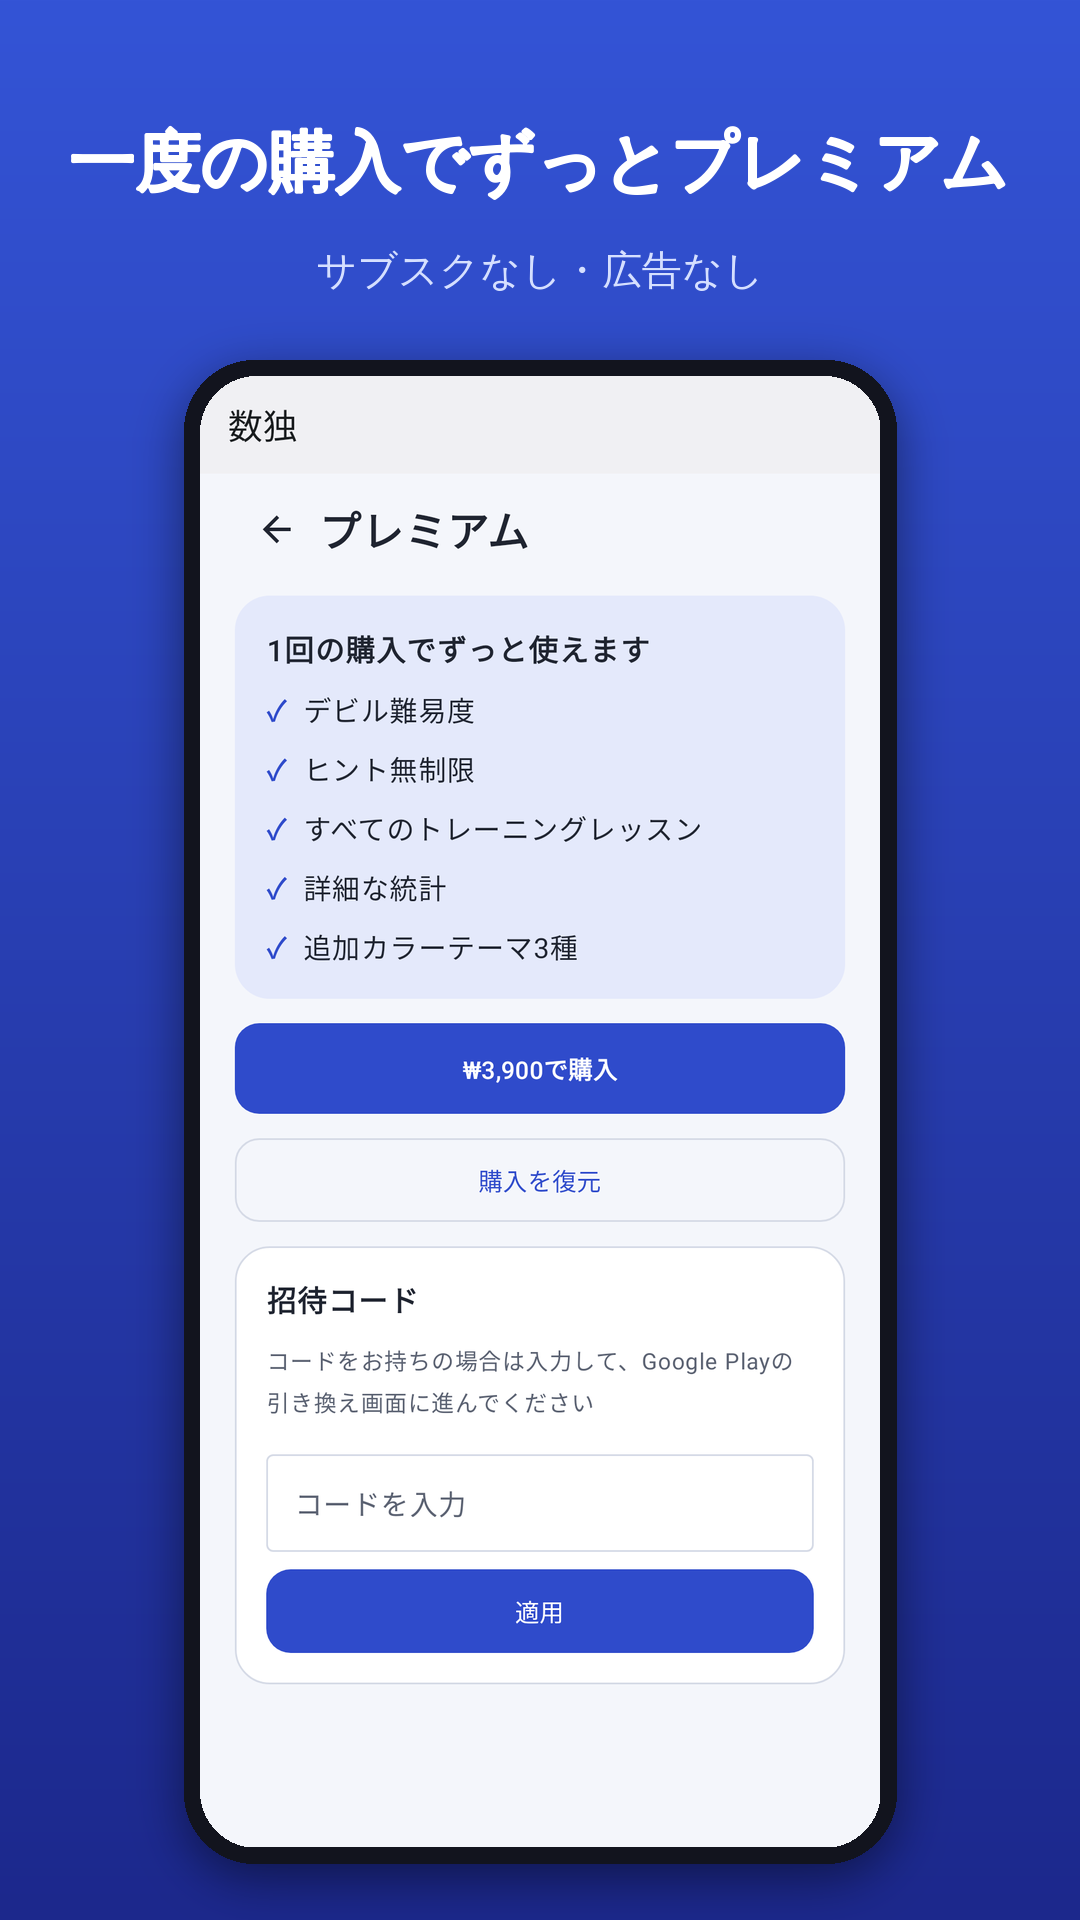 一度の購入でずっとプレミアム
サブスクなし・広告なし
数独
← プレミアム
1回の購入でずっと使えます
✓ デビル難易度
✓ ヒント無制限
✓ すべてのトレーニングレッスン
✓ 詳細な統計
✓ 追加カラーテーマ3種
₩3,900で購入
購入を復元
招待コード
コードをお持ちの場合は入力して、Google Playの
引き換え画面に進んでください
コードを入力
適用